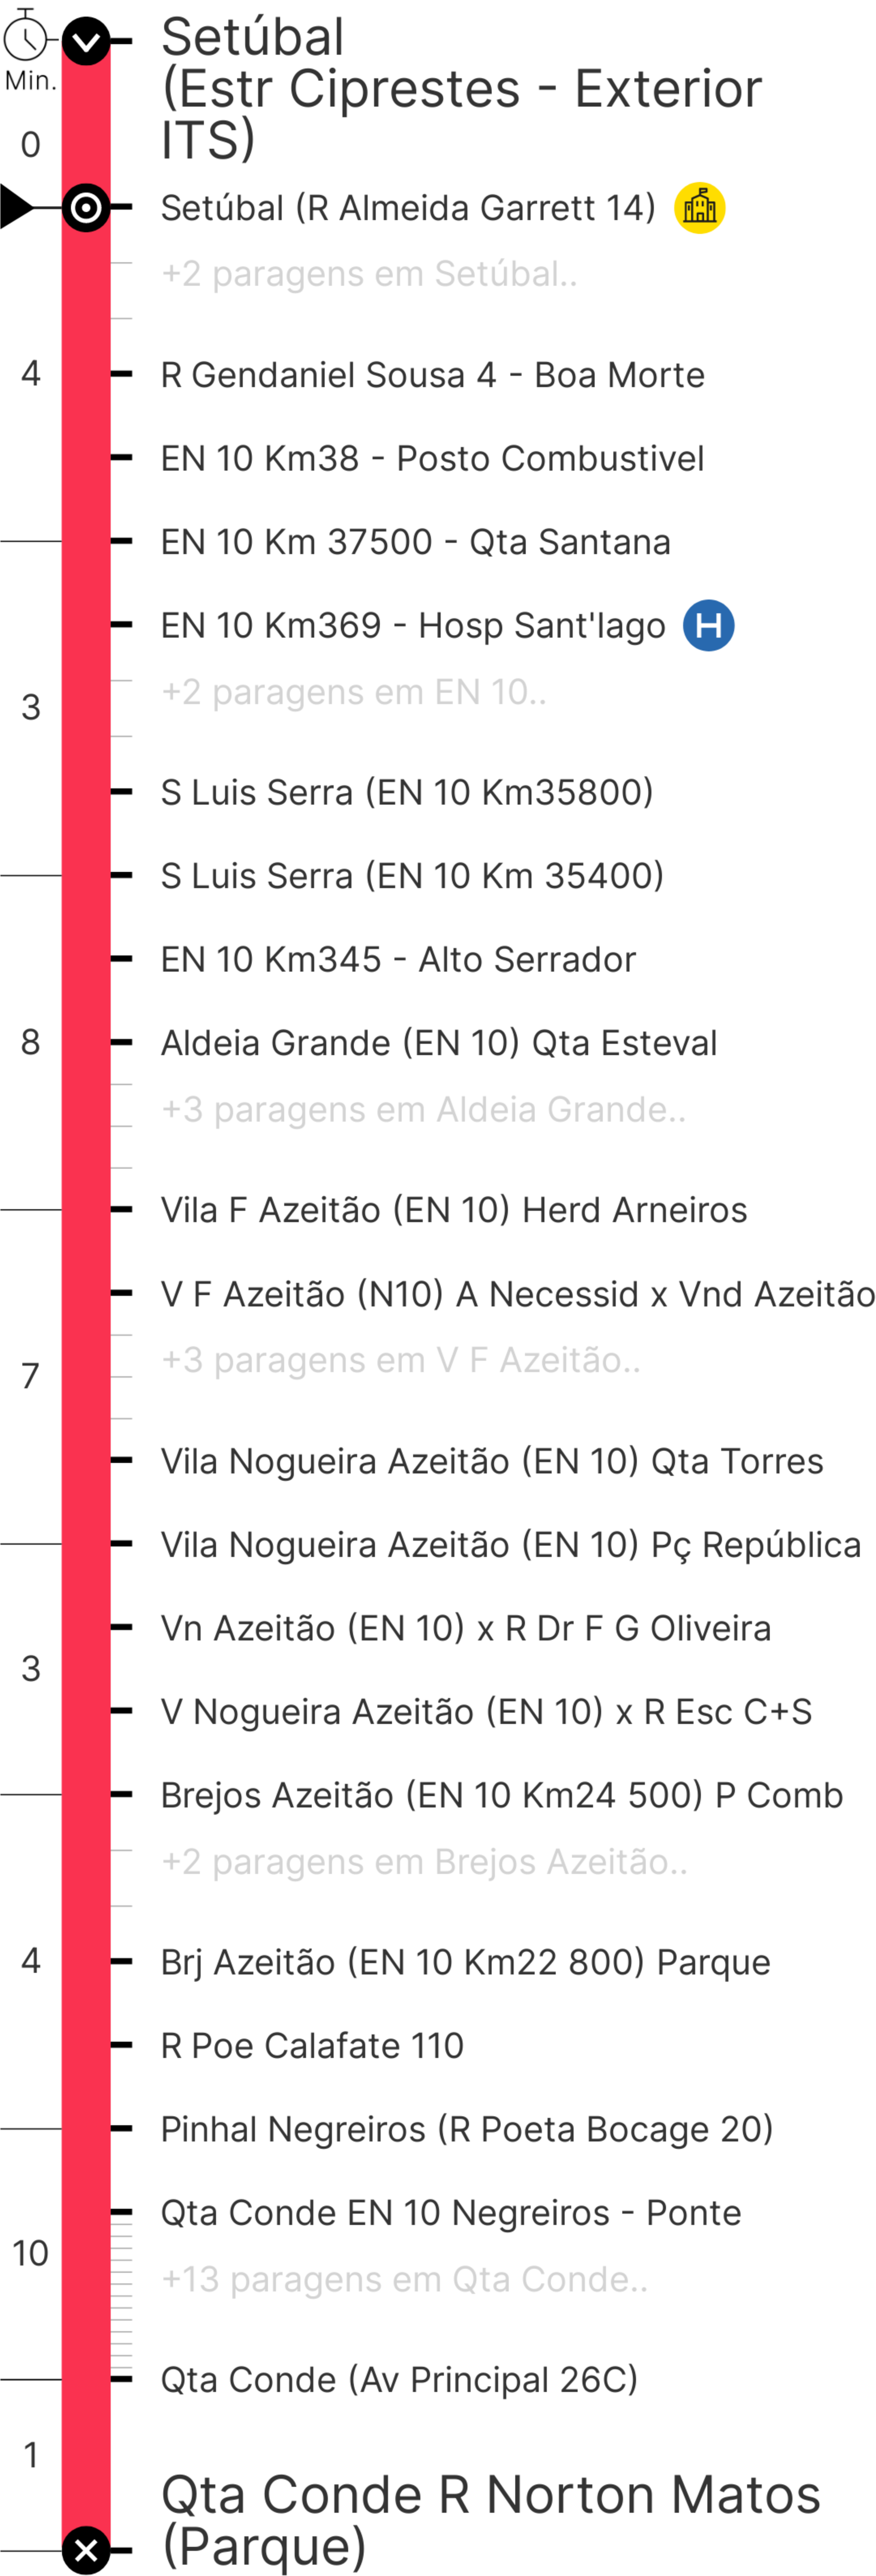 Min.
Setúbal
(Estr Ciprestes - Exterior
ITS)
0
Setúbal (R Almeida Garrett 14)
+2 paragens em Setúbal..
4
R Gendaniel Sousa 4 - Boa Morte
EN 10 Km38 - Posto Combustivel
EN 10 Km 37500 - Qta Santana
EN 10 Km369 - Hosp Sant'Iago
H
+2 paragens em EN 10..
3
S Luis Serra (EN 10 Km35800)
S Luis Serra (EN 10 Km 35400)
EN 10 Km345 - Alto Serrador
8
Aldeia Grande (EN 10) Qta Esteval
+3 paragens em Aldeia Grande..
Vila F Azeitão (EN 10) Herd Arneiros
V F Azeitão (N10) A Necessid x Vnd Azeitão
+3 paragens em V F Azeitão..
7
Vila Nogueira Azeitão (EN 10) Qta Torres
Vila Nogueira Azeitão (EN 10) Pç República
Vn Azeitão (EN 10) x R Dr F G Oliveira
3
V Nogueira Azeitão (EN 10) x R Esc C+S
Brejos Azeitão (EN 10 Km24 500) P Comb
+2 paragens em Brejos Azeitão..
4
Brj Azeitão (EN 10 Km22 800) Parque
R Poe Calafate 110
Pinhal Negreiros (R Poeta Bocage 20)
Qta Conde EN 10 Negreiros - Ponte
10
+13 paragens em Qta Conde..
Qta Conde (Av Principal 26C)
1
Qta Conde R Norton Matos
(Parque)